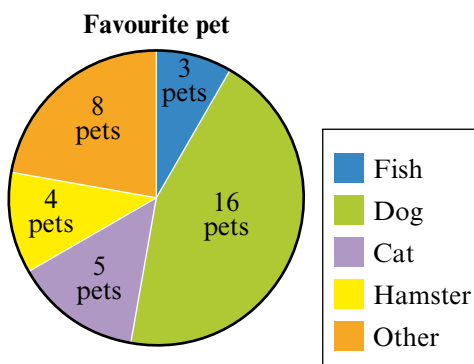 Favourite pet
3
pets
8
pets
16
pets
4
pets
5
pets
Fish
Dog
Cat
Hamster
Other